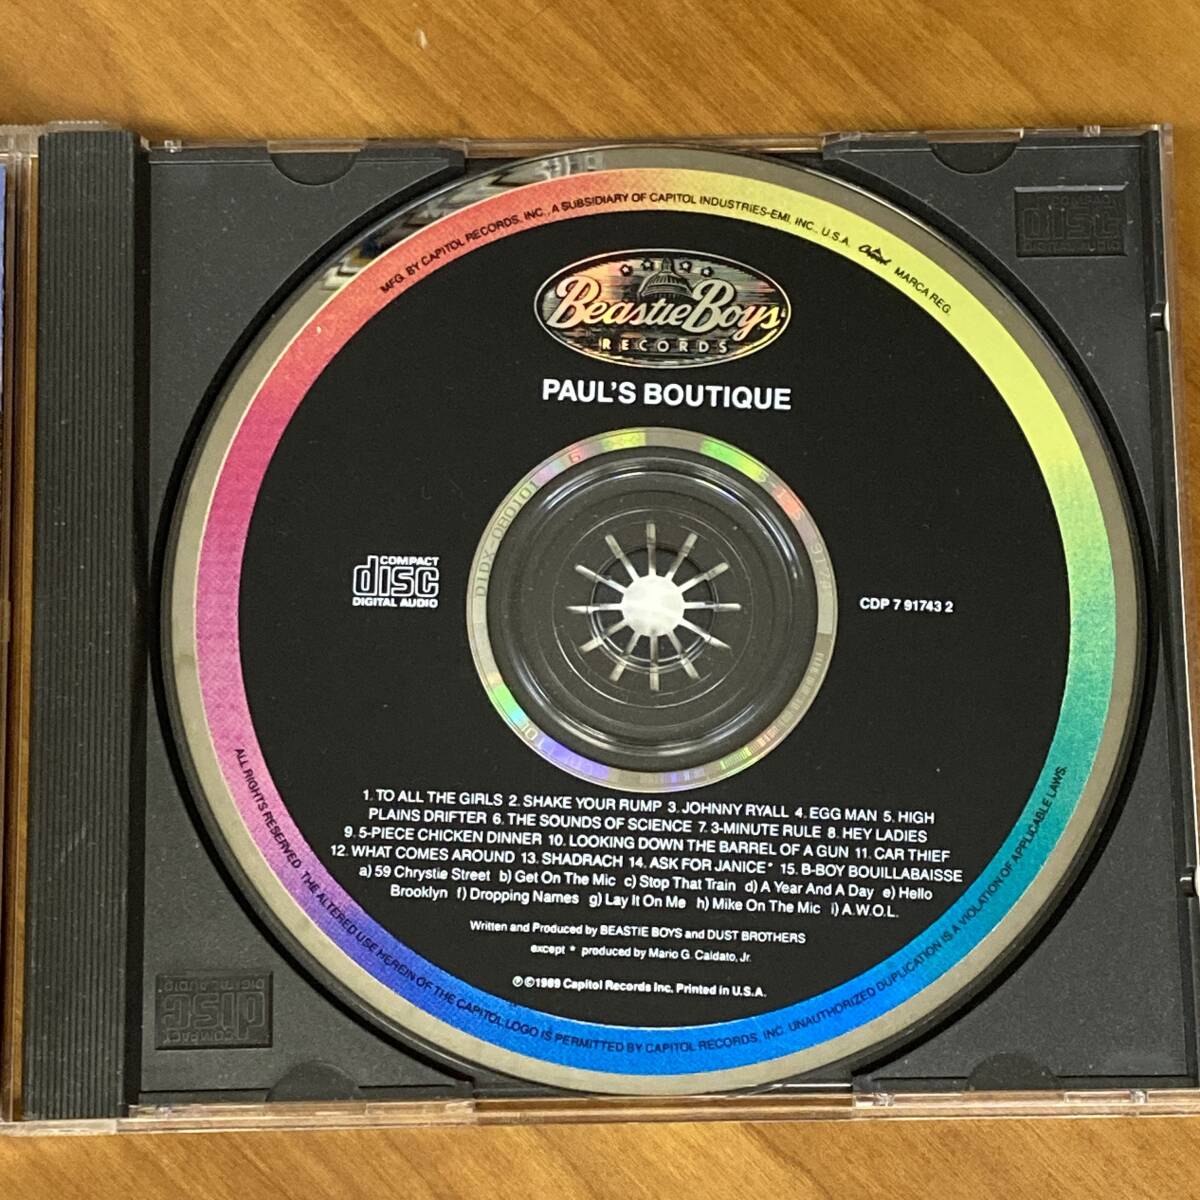 MFG. BY CAPITOL RECORDS, INC., A SUBSIDIARY OF CAPITOL INDUSTRIES-EMI, INC., U.S.A. Capitol MARCA REG.
Beastie Boys
RECORDS
PAUL'S BOUTIQUE
COMPACT
disc
DIGITAL AUDIO
CDP 7 91743 2
DIDX-080101 6
1. TO ALL THE GIRLS 2. SHAKE YOUR RUMP 3. JOHNNY RYALL 4. EGG MAN 5. HIGH
PLAINS DRIFTER 6. THE SOUNDS OF SCIENCE 7. 3-MINUTE RULE 8. HEY LADIES
9. 5-PIECE CHICKEN DINNER 10. LOOKING DOWN THE BARREL OF A GUN 11. CAR THIEF
12. WHAT COMES AROUND 13. SHADRACH 14. ASK FOR JANICE* 15. B-BOY BOUILLABAISSE
a) 59 Chrystie Street b) Get On The Mic c) Stop That Train d) A Year And A Day e) Hello
Brooklyn f) Dropping Names g) Lay It On Me h) Mike On The Mic i) A.W.O.L.
Written and Produced by BEASTIE BOYS and DUST BROTHERS
except * produced by Mario G. Caldato, Jr.
℗©1989 Capitol Records Inc. Printed in U.S.A.
ALL RIGHTS RESERVED. THE ALTERED USE HEREIN OF THE CAPITOL LOGO IS PERMITTED BY CAPITOL RECORDS, INC. UNAUTHORIZED DUPLICATION IS A VIOLATION OF APPLICABLE LAWS.
COMPACT
disc
DIGITAL AUDIO
COMPACT
disc
DIGITAL AUDIO